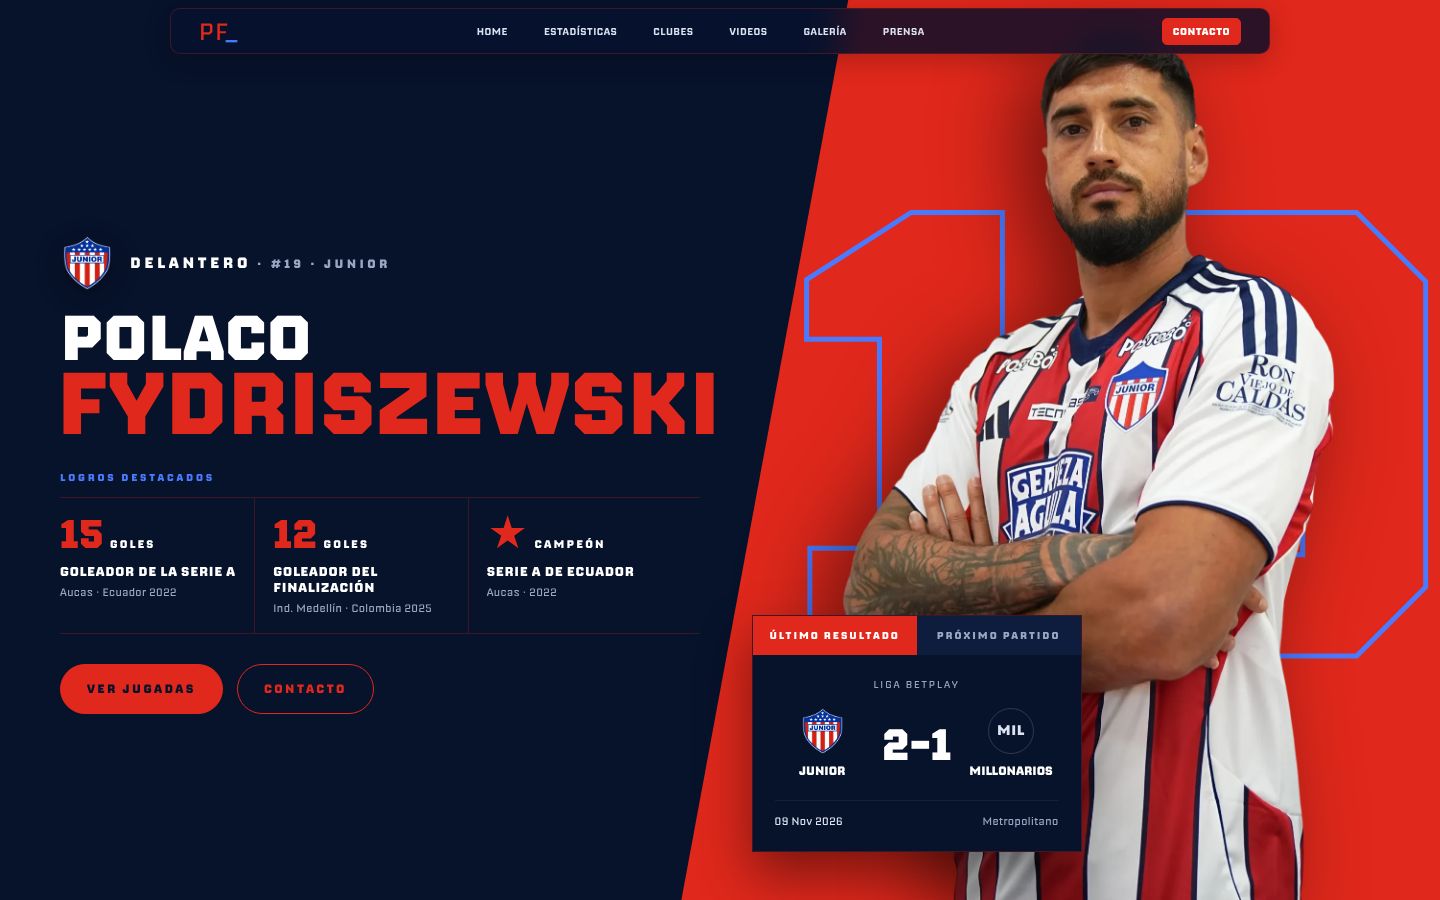 PF_
HOME ESTADÍSTICAS CLUBES VIDEOS GALERÍA PRENSA
CONTACTO
JUNIOR
DELANTERO · #19 · JUNIOR
POLACO
FYDRISZEWSKI
LOGROS DESTACADOS
15 GOLES
GOLEADOR DE LA SERIE A
Aucas · Ecuador 2022
12 GOLES
GOLEADOR DEL
FINALIZACIÓN
Ind. Medellín · Colombia 2025
★ CAMPEÓN
SERIE A DE ECUADOR
Aucas · 2022
VER JUGADAS
CONTACTO
RON
VIEJO DE
CALDAS
JUNIOR
ÚLTIMO RESULTADO
PRÓXIMO PARTIDO
LIGA BETPLAY
JUNIOR
JUNIOR
2-1
MIL
MILLONARIOS
09 Nov 2026
Metropolitano